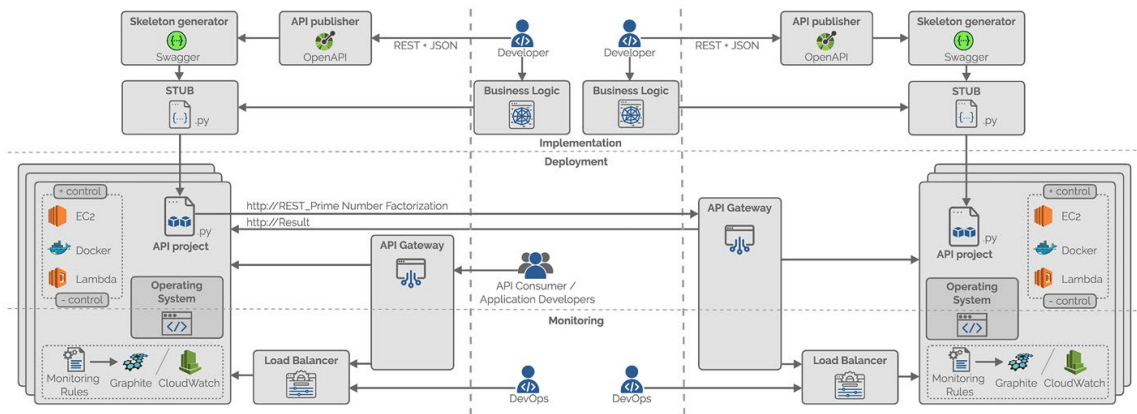 Skeleton generator
Swagger
API publisher
OpenAPI
REST + JSON
Developer
Developer
REST + JSON
API publisher
OpenAPI
Skeleton generator
Swagger
STUB
{...}
.py
Business Logic
Business Logic
STUB
{...}
.py
Implementation
Deployment
+ control
EC2
Docker
Lambda
- control
.py
API project
http://REST_Prime Number Factorization
http://Result
API Gateway
API Gateway
API Consumer /
Application Developers
.py
API project
+ control
EC2
Docker
Lambda
- control
Operating
System
</>
Operating
System
</>
Monitoring
Monitoring
Rules
Graphite
/
CloudWatch
Load Balancer
DevOps
DevOps
Load Balancer
Monitoring
Rules
Graphite
/
CloudWatch